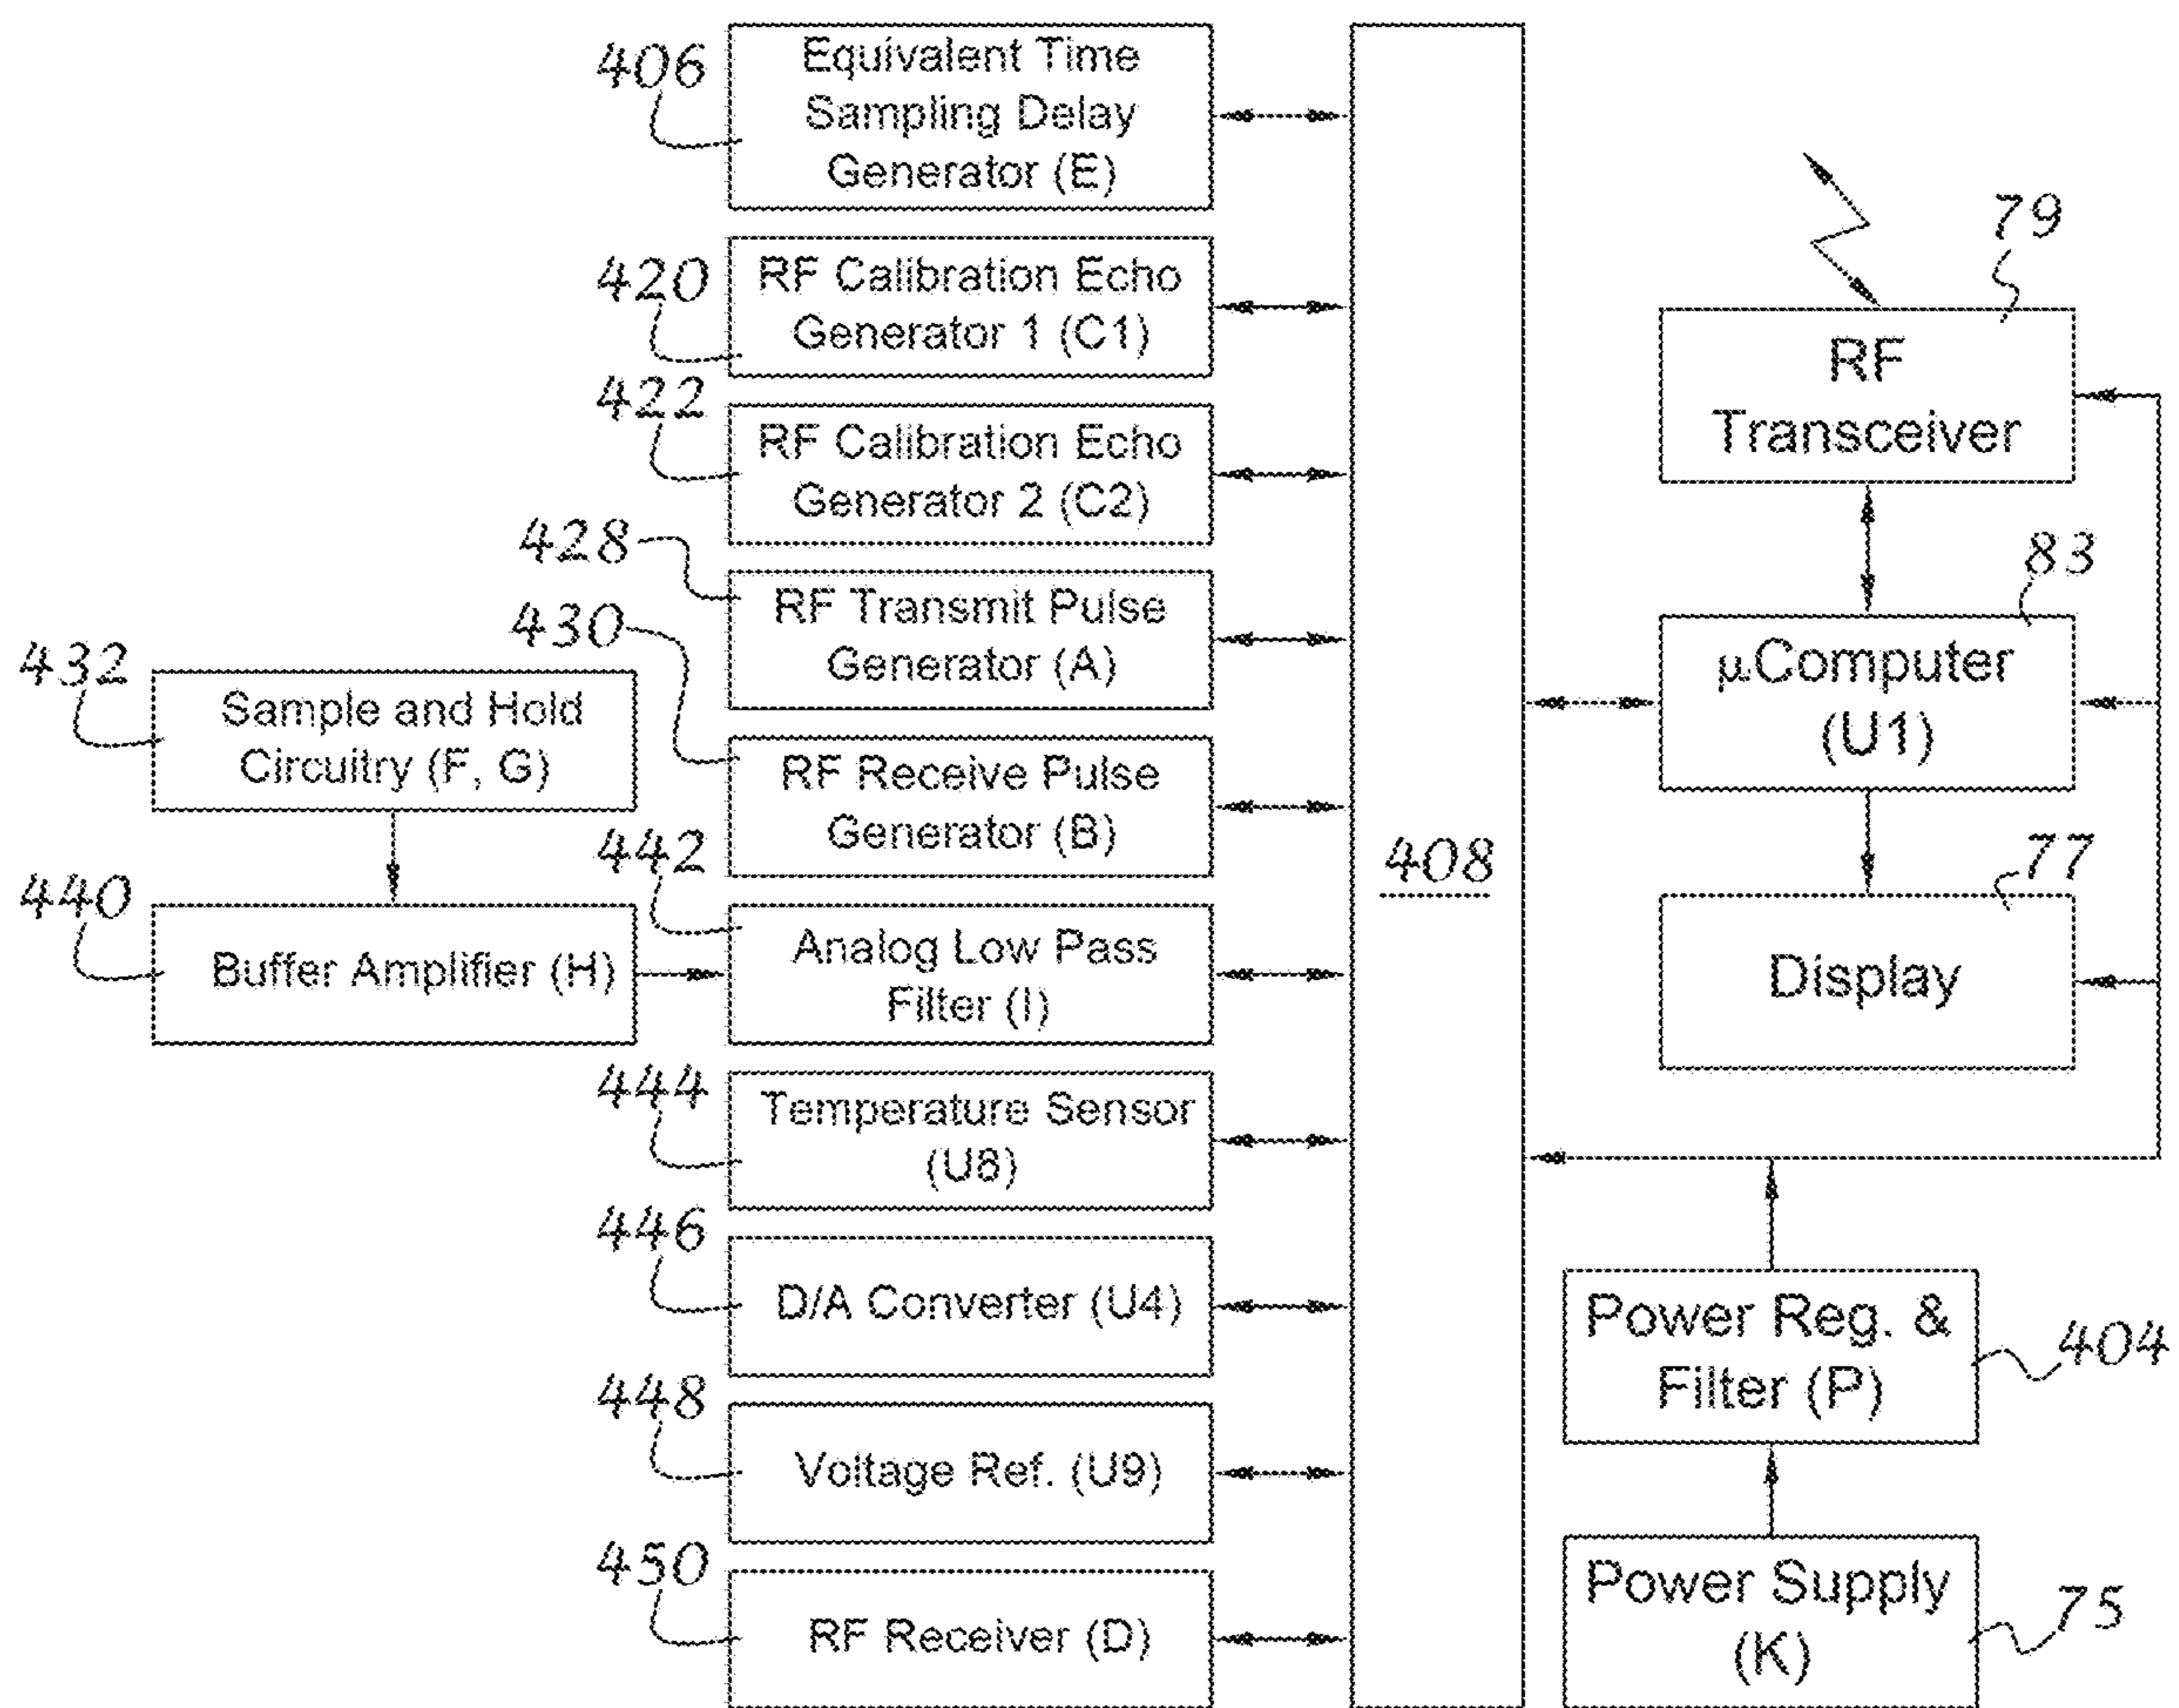 406
Equivalent Time
Sampling Delay
Generator (E)
420
RF Calibration Echo
Generator 1 (C1)
422
RF Calibration Echo
Generator 2 (C2)
428
RF Transmit Pulse
Generator (A)
430
RF Receive Pulse
Generator (B)
432
Sample and Hold
Circuitry (F, G)
440
Buffer Amplifier (H)
442
Analog Low Pass
Filter (I)
444
Temperature Sensor
(U8)
446
D/A Converter (U4)
448
Voltage Ref. (U9)
450
RF Receiver (D)
408
79
RF
Transceiver
83
µComputer
(U1)
77
Display
Power Reg. &
Filter (P)
404
Power Supply
(K)
75